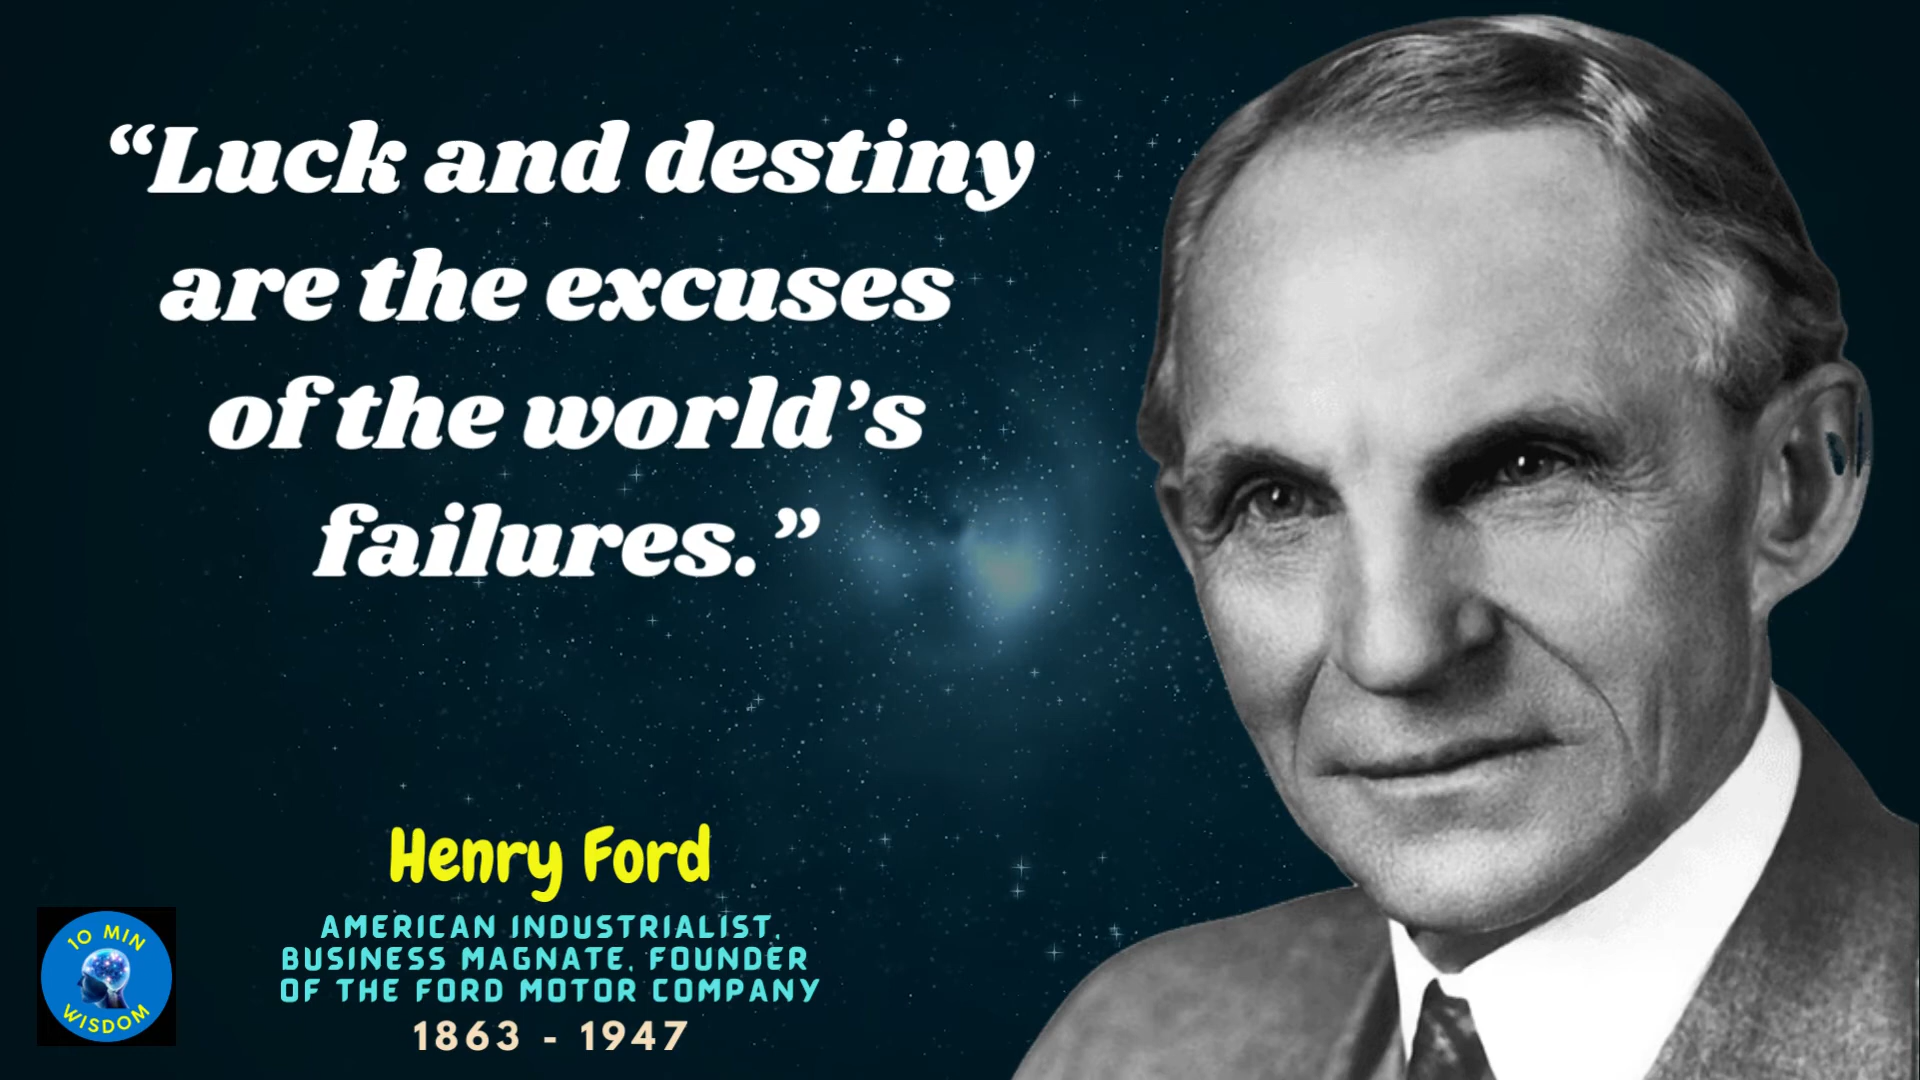 “Luck and destiny
are the excuses
of the world’s
failures.”
Henry Ford
AMERICAN INDUSTRIALIST,
BUSINESS MAGNATE, FOUNDER
OF THE FORD MOTOR COMPANY
1863 - 1947
10 MIN
WISDOM